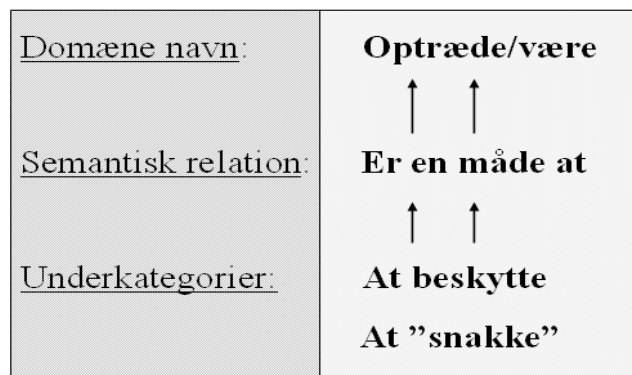 Domæne navn: Optræde/være
Semantisk relation: Er en måde at
Underkategorier: At beskytte
At ”snakke”